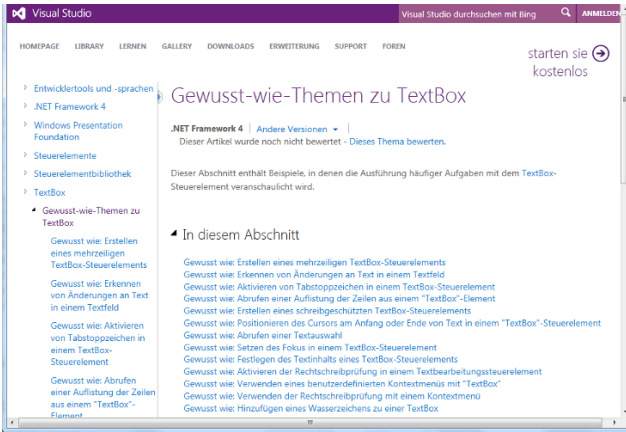 Visual Studio
Visual Studio durchsuchen mit Bing
ANMELDEN
HOMEPAGE LIBRARY LERNEN GALLERY DOWNLOADS ERWEITERUNG SUPPORT FOREN
starten sie
kostenlos
Entwicklertools und -sprachen
.NET Framework 4
Windows Presentation
Foundation
Steuerelemente
Steuerelementbibliothek
TextBox
Gewusst-wie-Themen zu
TextBox
Gewusst wie: Erstellen
eines mehrzeiligen
TextBox-Steuerelements
Gewusst wie: Erkennen
von Änderungen an Text
in einem Textfeld
Gewusst wie: Aktivieren
von Tabstoppzeichen in
einem TextBox-
Steuerelement
Gewusst wie: Abrufen
einer Auflistung der Zeilen
aus einem "TextBox"-
Element
Gewusst-wie-Themen zu TextBox
.NET Framework 4 | Andere Versionen |
Dieser Artikel wurde noch nicht bewertet - Dieses Thema bewerten.
Dieser Abschnitt enthält Beispiele, in denen die Ausführung häufiger Aufgaben mit dem TextBox-
Steuerelement veranschaulicht wird.
In diesem Abschnitt
Gewusst wie: Erstellen eines mehrzeiligen TextBox-Steuerelements
Gewusst wie: Erkennen von Änderungen an Text in einem Textfeld
Gewusst wie: Aktivieren von Tabstoppzeichen in einem TextBox-Steuerelement
Gewusst wie: Abrufen einer Auflistung der Zeilen aus einem "TextBox"-Element
Gewusst wie: Erstellen eines schreibgeschützten TextBox-Steuerelements
Gewusst wie: Positionieren des Cursors am Anfang oder Ende von Text in einem "TextBox"-Steuerelement
Gewusst wie: Abrufen einer Textauswahl
Gewusst wie: Setzen des Fokus in einem TextBox-Steuerelement
Gewusst wie: Festlegen des Textinhalts eines TextBox-Steuerelements
Gewusst wie: Aktivieren der Rechtschreibprüfung in einem Textbearbeitungssteuerelement
Gewusst wie: Verwenden eines benutzerdefinierten Kontextmenüs mit "TextBox"
Gewusst wie: Verwenden der Rechtschreibprüfung mit einem Kontextmenü
Gewusst wie: Hinzufügen eines Wasserzeichens zu einer TextBox